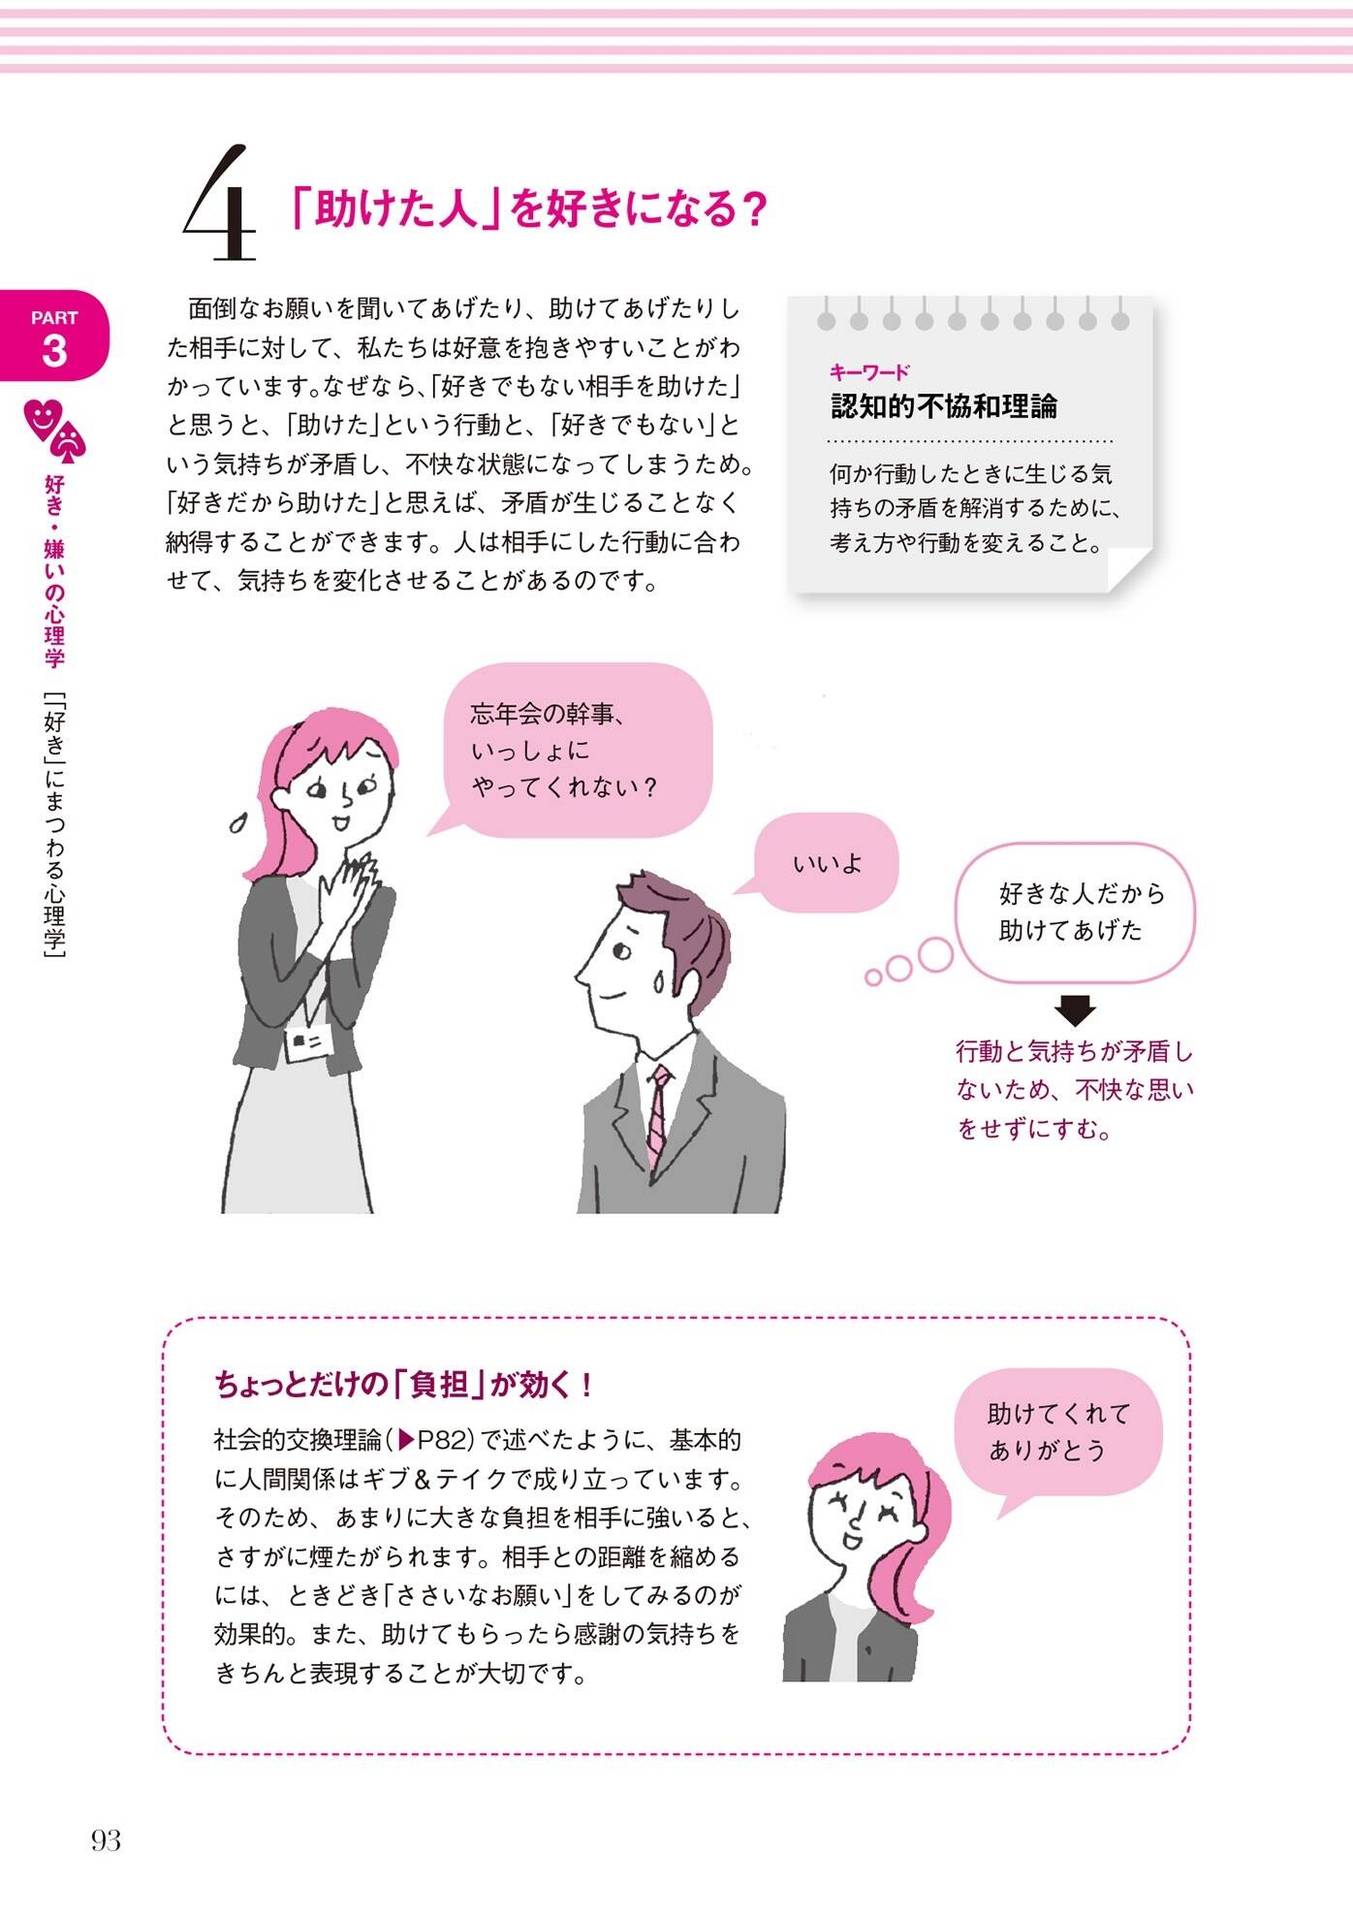 4
「助けた人」を好きになる？
面倒なお願いを聞いてあげたり、助けてあげたりし
た相手に対して、私たちは好意を抱きやすいことがわ
かっています。なぜなら、「好きでもない相手を助けた」
と思うと、「助けた」という行動と、「好きでもない」と
いう気持ちが矛盾し、不快な状態になってしまうため。
「好きだから助けた」と思えば、矛盾が生じることなく
納得することができます。人は相手にした行動に合わ
せて、気持ちを変化させることがあるのです。
キーワード
認知的不協和理論
何か行動したときに生じる気
持ちの矛盾を解消するために、
考え方や行動を変えること。
PART
3
好き・嫌いの心理学
［「好き」にまつわる心理学］
忘年会の幹事、
いっしょに
やってくれない？
いいよ
好きな人だから
助けてあげた
行動と気持ちが矛盾し
ないため、不快な思い
をせずにすむ。
ちょっとだけの「負担」が効く！
社会的交換理論（▶P82）で述べたように、基本的
に人間関係はギブ＆テイクで成り立っています。
そのため、あまりに大きな負担を相手に強いると、
さすがに煙たがられます。相手との距離を縮める
には、ときどき「ささいなお願い」をしてみるのが
効果的。また、助けてもらったら感謝の気持ちを
きちんと表現することが大切です。
助けてくれて
ありがとう
93